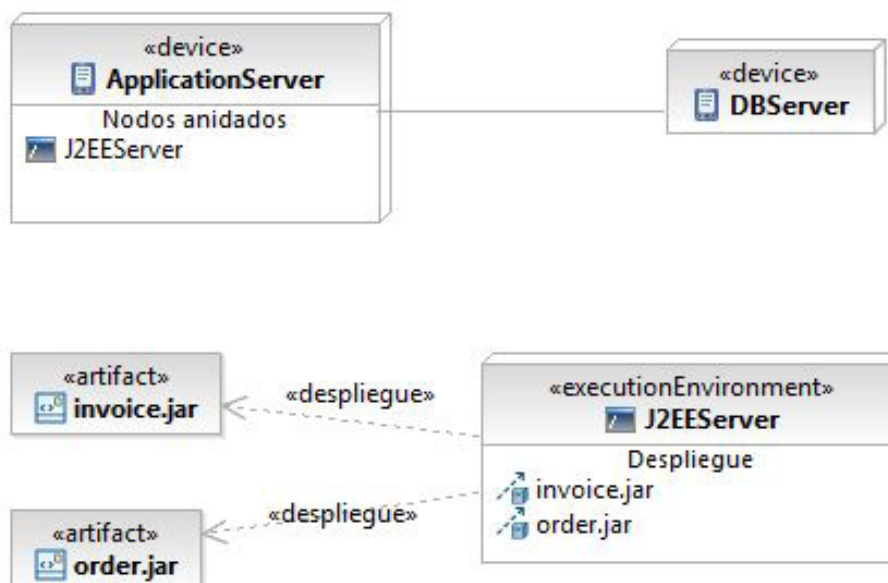 «device»
ApplicationServer
Nodos anidados
J2EEServer
«device»
DBServer
«artifact»
invoice.jar
«despliegue»
«executionEnvironment»
J2EEServer
Despliegue
invoice.jar
order.jar
«despliegue»
«artifact»
order.jar